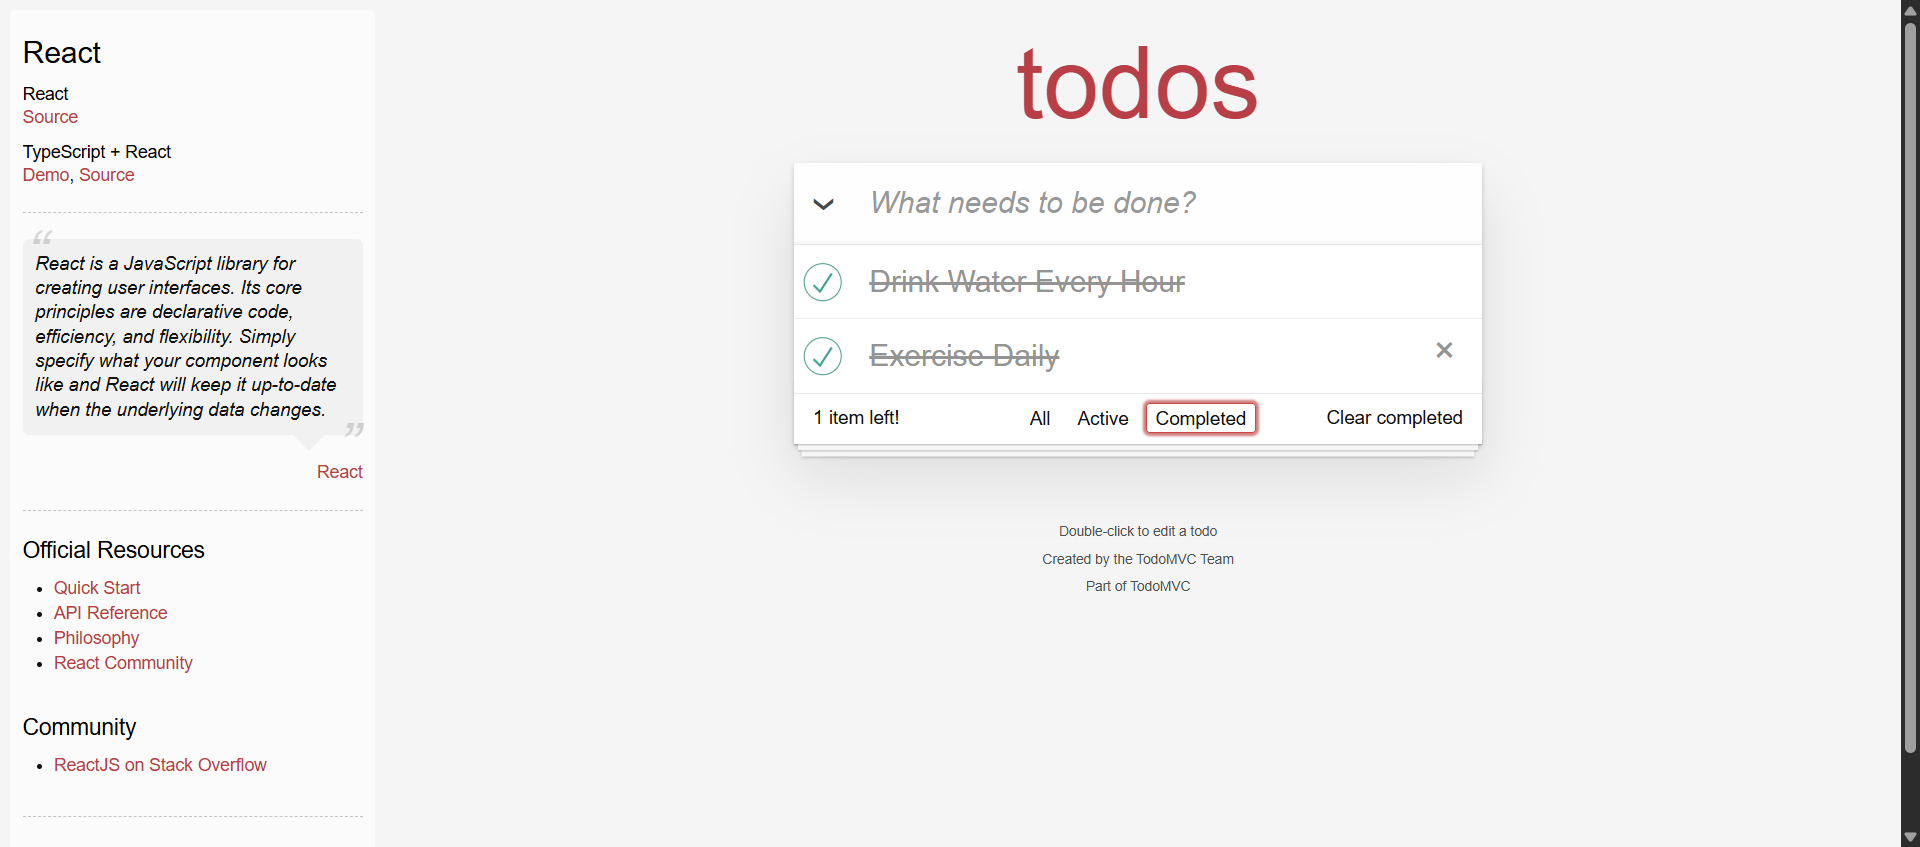 React
React
Source
TypeScript + React
Demo, Source
“
React is a JavaScript library for
creating user interfaces. Its core
principles are declarative code,
efficiency, and flexibility. Simply
specify what your component looks
like and React will keep it up-to-date
when the underlying data changes.
”
React
Official Resources
• Quick Start
• API Reference
• Philosophy
• React Community
Community
• ReactJS on Stack Overflow
todos
What needs to be done?
Drink Water Every Hour
Exercise Daily
1 item left! All Active Completed Clear completed
Double-click to edit a todo
Created by the TodoMVC Team
Part of TodoMVC